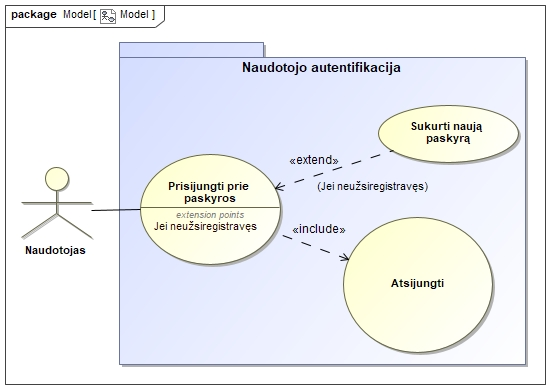 package Model [ Model ]
Naudotojo autentifikacija
Sukurti naują
paskyrą
«extend»
(Jei neužsiregistravęs)
Prisijungti prie
paskyros
extension points
Jei neužsiregistravęs
«include»
Naudotojas
Atsijungti